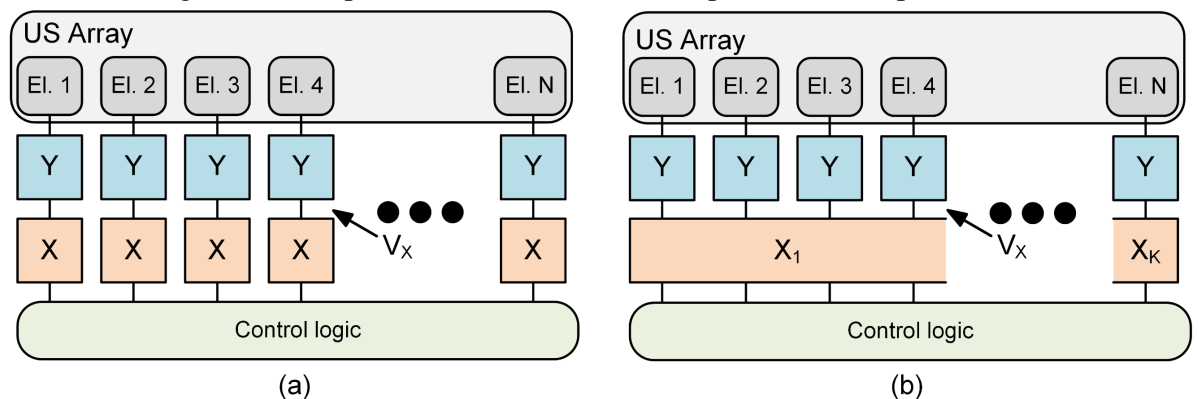 US Array
El. 1 El. 2 El. 3 El. 4 El. N
Y Y Y Y Y
X X X X X
V_X
Control logic
(a)
US Array
El. 1 El. 2 El. 3 El. 4 El. N
Y Y Y Y Y
X₁ X_K
V_X
Control logic
(b)